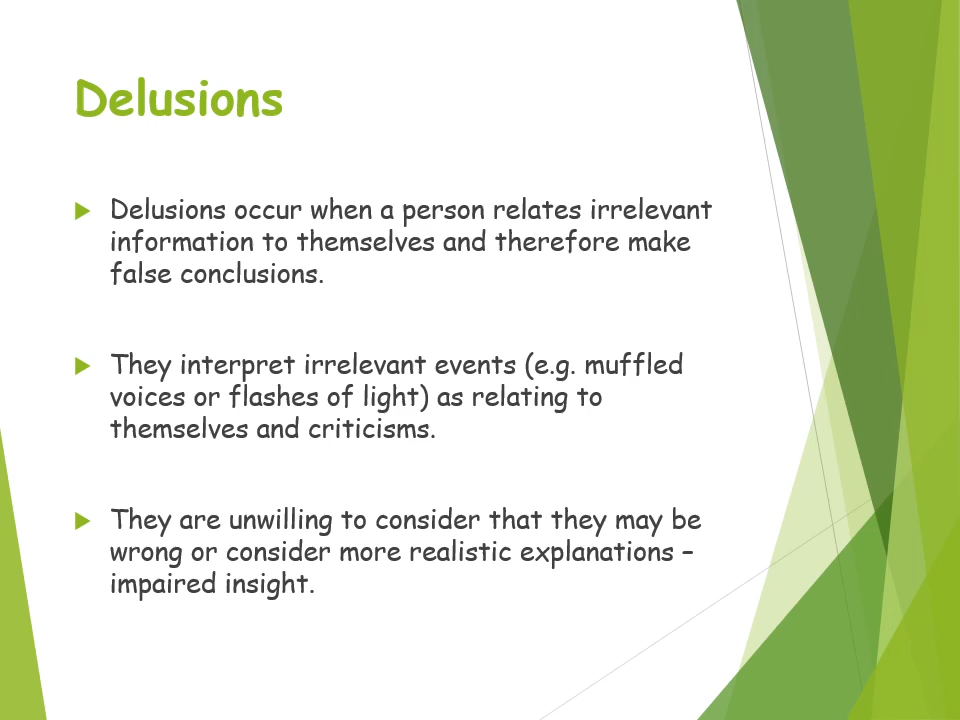 Delusions
Delusions occur when a person relates irrelevant
information to themselves and therefore make
false conclusions.
They interpret irrelevant events (e.g. muffled
voices or flashes of light) as relating to
themselves and criticisms.
They are unwilling to consider that they may be
wrong or consider more realistic explanations –
impaired insight.